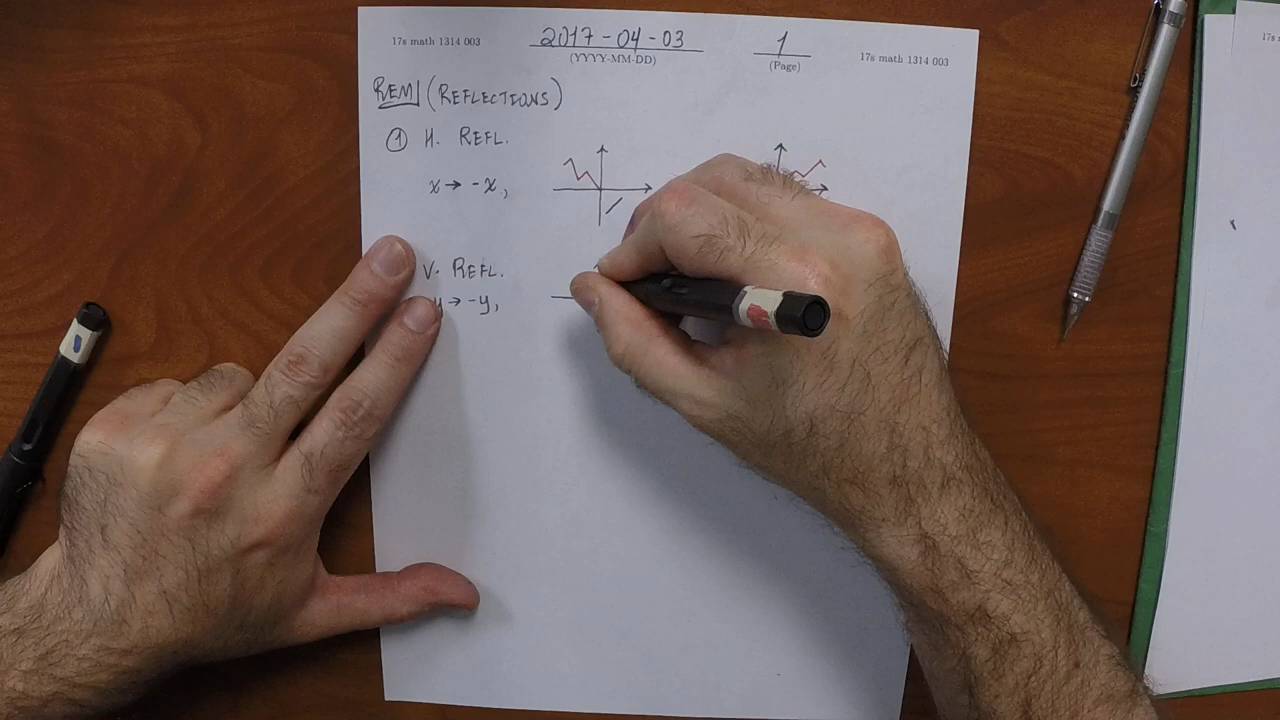 17s math 1314 003 2017-04-03 1 17s math 1314 003
(YYYY-MM-DD) (Page)
REM (REFLECTIONS)
① H. REFL.
x → -x,
V. REFL.
y → -y,
17s